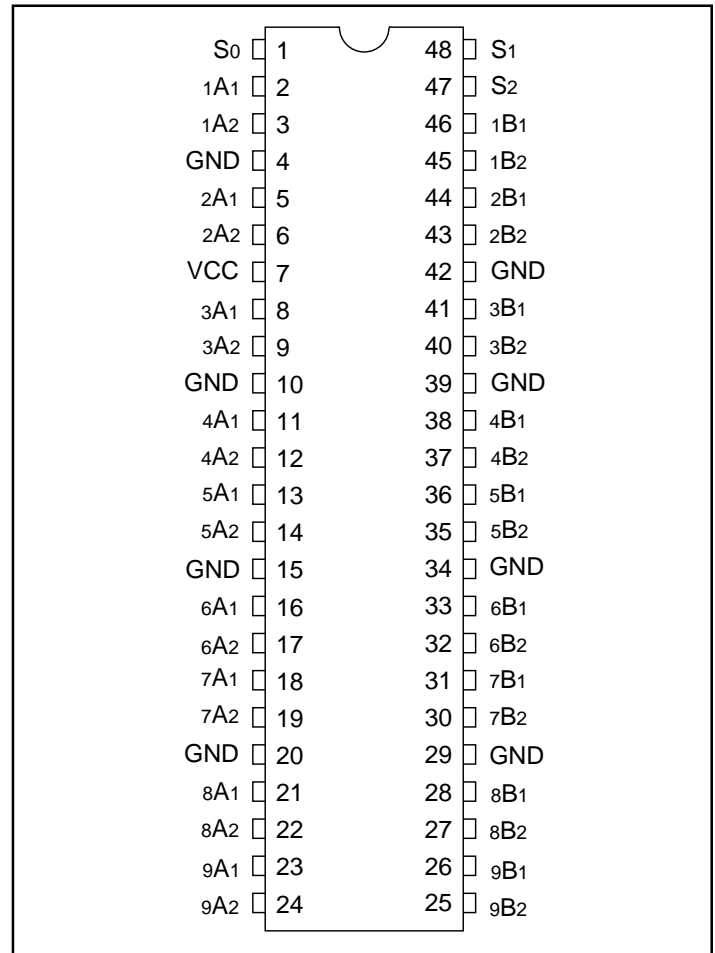 S0 1 48 S1
1A1 2 47 S2
1A2 3 46 1B1
GND 4 45 1B2
2A1 5 44 2B1
2A2 6 43 2B2
VCC 7 42 GND
3A1 8 41 3B1
3A2 9 40 3B2
GND 10 39 GND
4A1 11 38 4B1
4A2 12 37 4B2
5A1 13 36 5B1
5A2 14 35 5B2
GND 15 34 GND
6A1 16 33 6B1
6A2 17 32 6B2
7A1 18 31 7B1
7A2 19 30 7B2
GND 20 29 GND
8A1 21 28 8B1
8A2 22 27 8B2
9A1 23 26 9B1
9A2 24 25 9B2